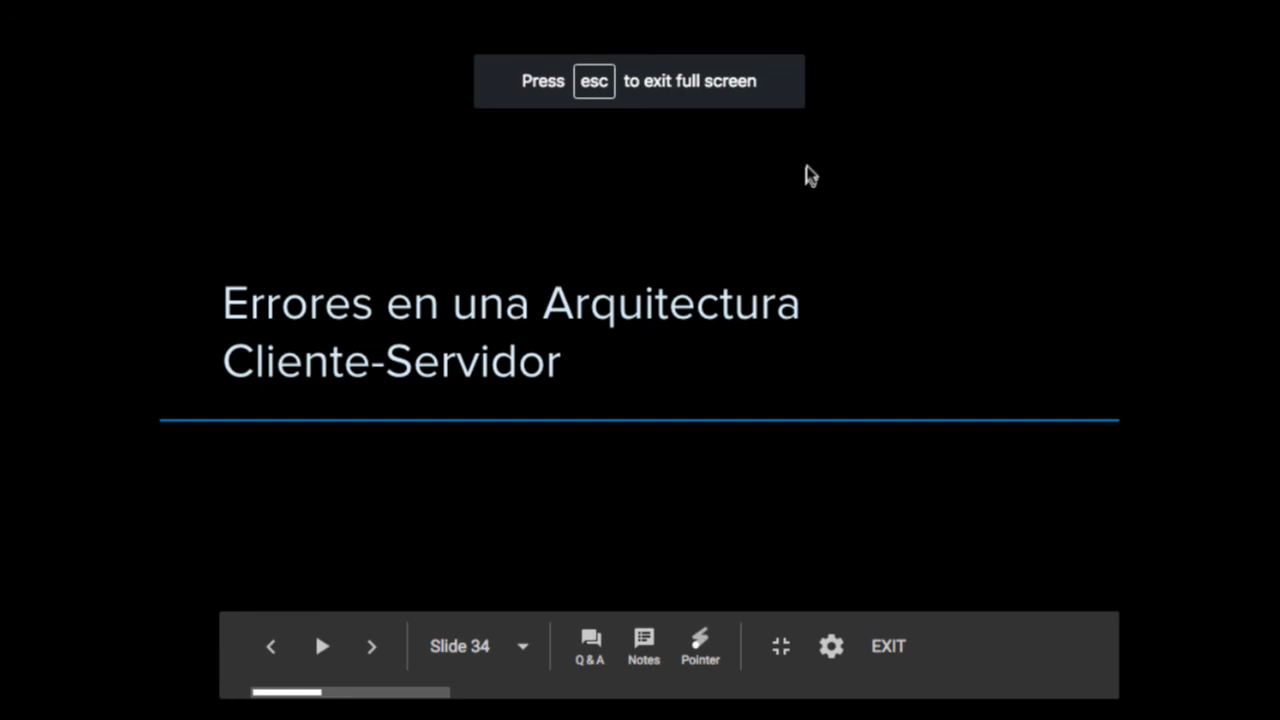 Press esc to exit full screen
Errores en una Arquitectura
Cliente-Servidor
Slide 34
Q & A Notes Pointer
EXIT